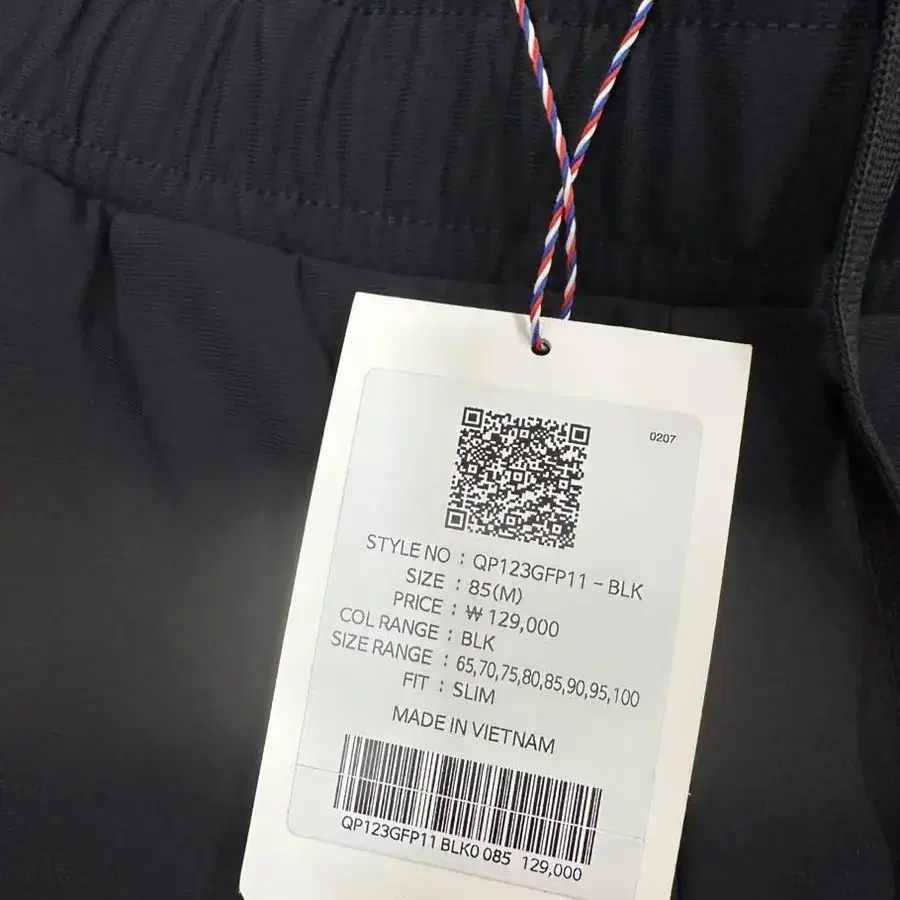 0207
STYLE NO : QP123GFP11 - BLK
SIZE : 85(M)
PRICE : ₩ 129,000
COL RANGE : BLK
SIZE RANGE : 65,70,75,80,85,90,95,100
FIT : SLIM
MADE IN VIETNAM
QP123GFP11 BLK0 085 129,000